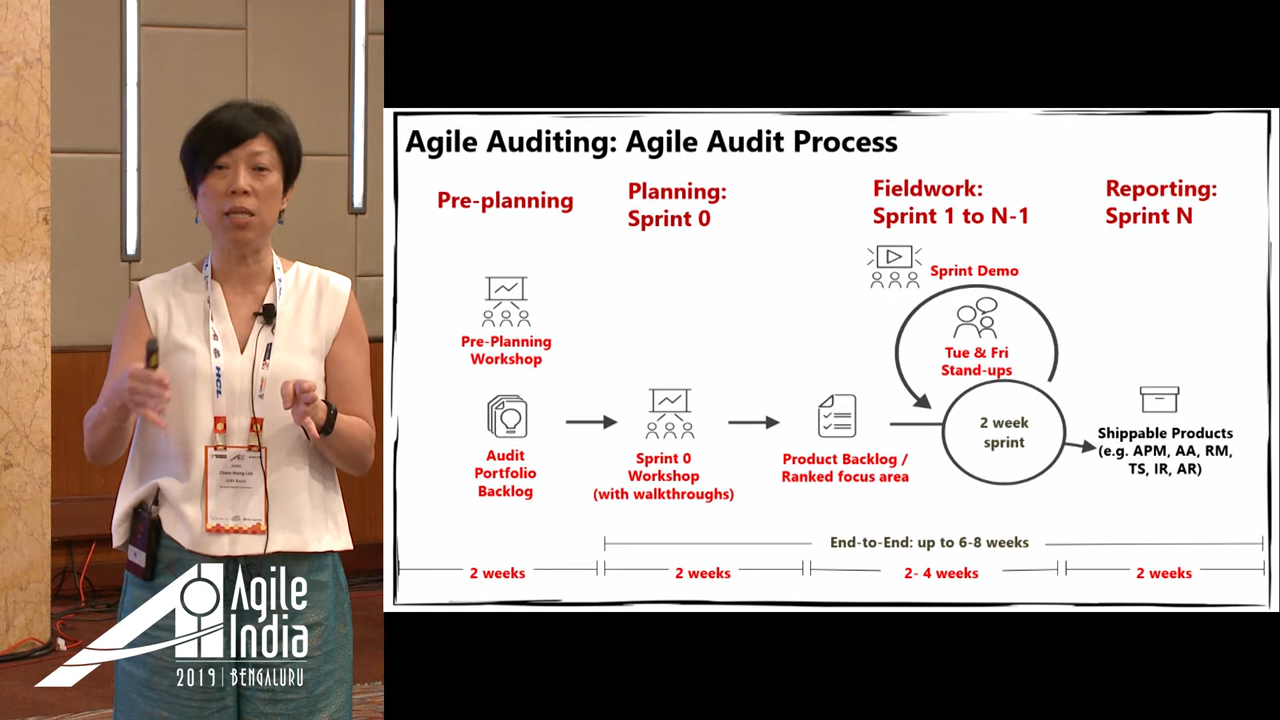 Agile Auditing: Agile Audit Process
Pre-planning
Planning:
Sprint 0
Fieldwork:
Sprint 1 to N-1
Reporting:
Sprint N
Sprint Demo
Tue & Fri
Stand-ups
Pre-Planning
Workshop
2 week
sprint
Audit
Portfolio
Backlog
Sprint 0
Workshop
(with walkthroughs)
Product Backlog /
Ranked focus area
Shippable Products
(e.g. APM, AA, RM,
TS, IR, AR)
End-to-End: up to 6-8 weeks
2 weeks
2 weeks
2- 4 weeks
2 weeks
HCL
Agile
India
2019 | BENGALURU